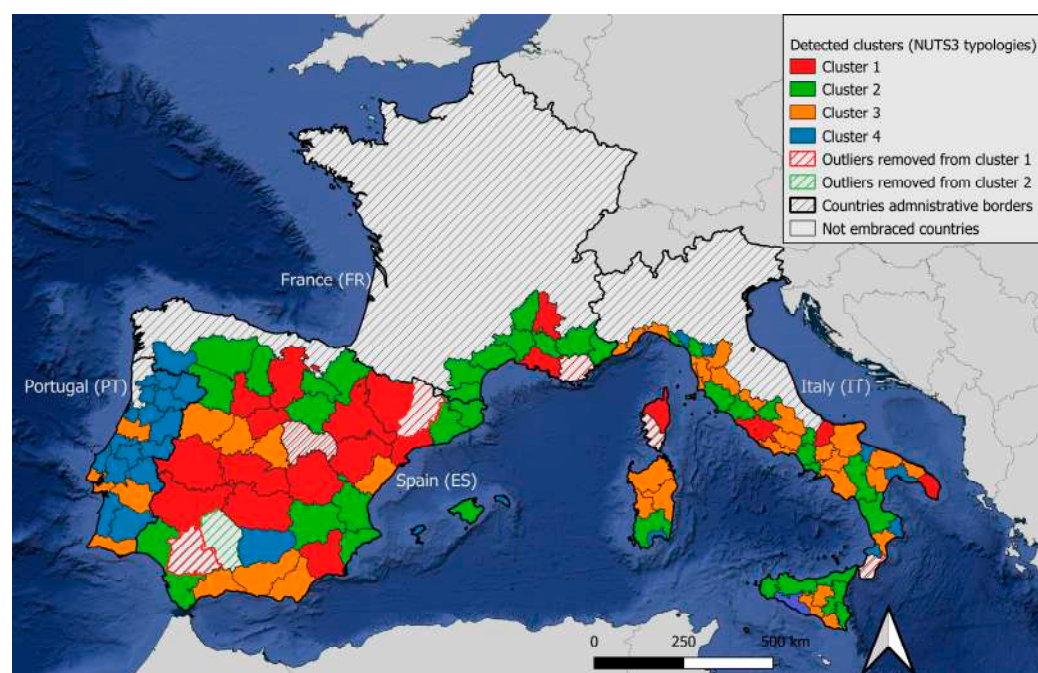 Detected clusters (NUTS3 typologies)
Cluster 1
Cluster 2
Cluster 3
Cluster 4
Outliers removed from cluster 1
Outliers removed from cluster 2
Countries admnistrative borders
Not embraced countries
France (FR)
Portugal (PT)
Italy (IT)
Spain (ES)
0 250 500 km